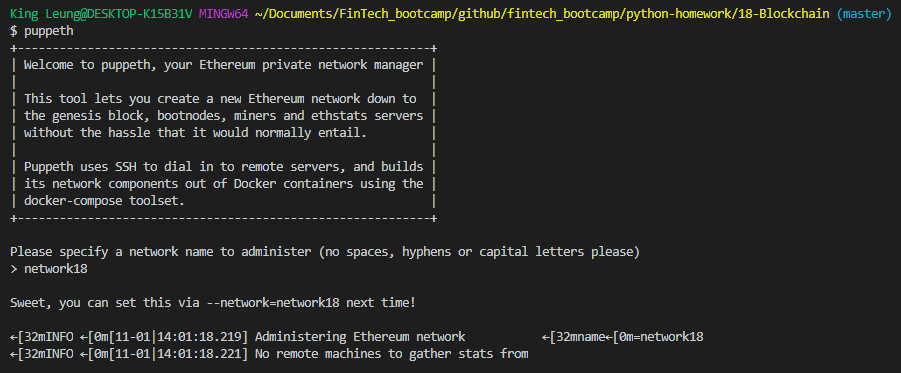 King Leung@DESKTOP-K15B31V MINGW64 ~/Documents/FinTech_bootcamp/github/fintech_bootcamp/python-homework/18-Blockchain (master)
$ puppeth
+-----------------------------------------------------------+
| Welcome to puppeth, your Ethereum private network manager |
|                                                           |
| This tool lets you create a new Ethereum network down to  |
| the genesis block, bootnodes, miners and ethstats servers |
| without the hassle that it would normally entail.         |
|                                                           |
| Puppeth uses SSH to dial in to remote servers, and builds |
| its network components out of Docker containers using the |
| docker-compose toolset.                                   |
+-----------------------------------------------------------+
Please specify a network name to administer (no spaces, hyphens or capital letters please)
> network18
Sweet, you can set this via --network=network18 next time!
←[32mINFO ←[0m[11-01|14:01:18.219] Administering Ethereum network           ←[32mname←[0m=network18
←[32mINFO ←[0m[11-01|14:01:18.221] No remote machines to gather stats from